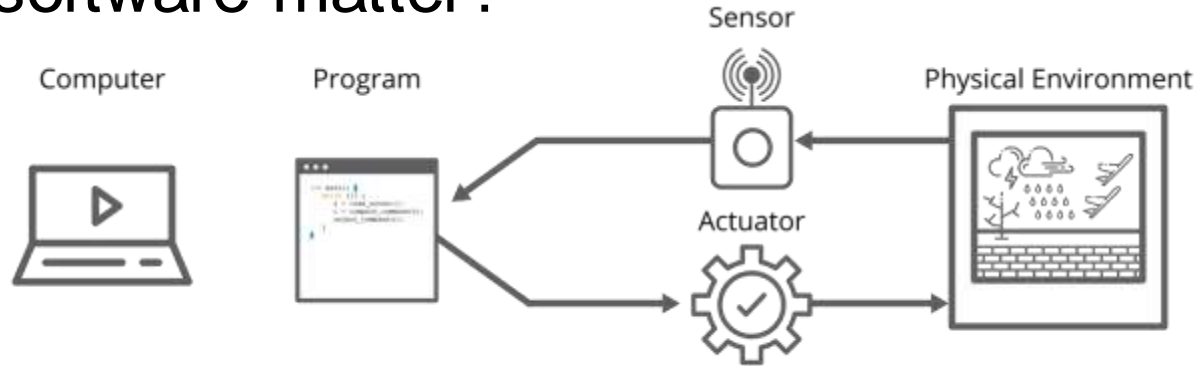 software matter?
Sensor
Computer
Program
Physical Environment
Actuator